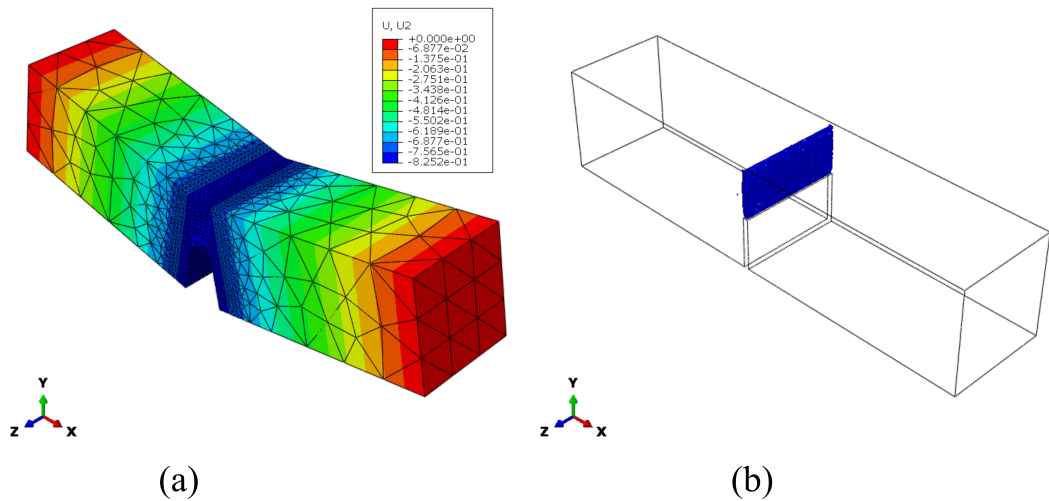 U, U2
+0.000e+00
-6.877e-02
-1.375e-01
-2.063e-01
-2.751e-01
-3.438e-01
-4.126e-01
-4.814e-01
-5.502e-01
-6.189e-01
-6.877e-01
-7.565e-01
-8.252e-01
Y
Z
X
Y
Z
X
(a)
(b)